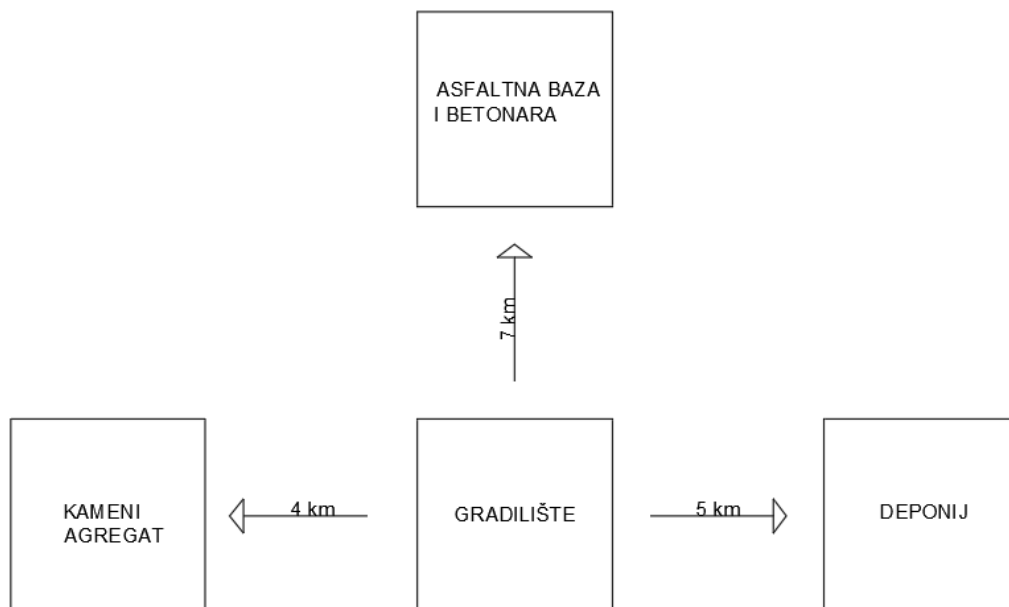 ASFALTNA BAZA
I BETONARA
7 km
KAMENI
AGREGAT
4 km
GRADILIŠTE
5 km
DEPONIJ